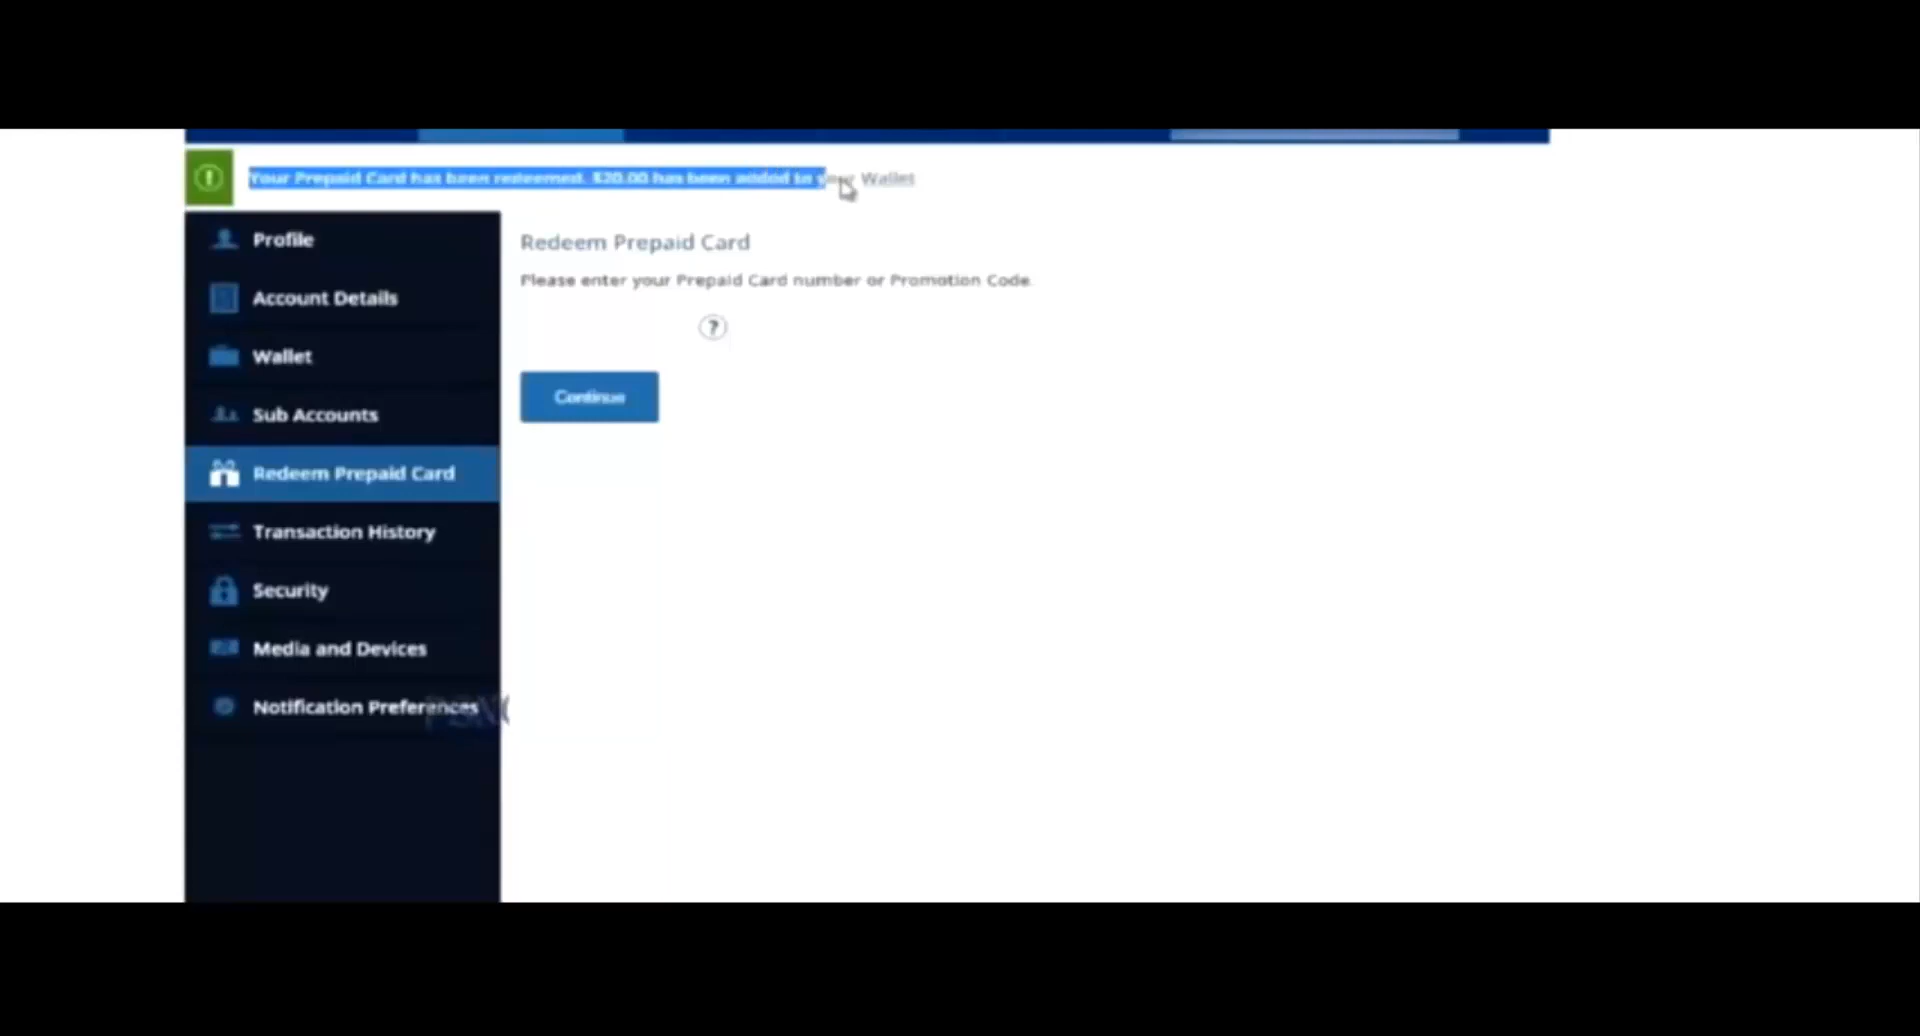 Your Prepaid Card has been redeemed. $20.00 has been added to your Wallet
Profile
Account Details
Wallet
Sub Accounts
Redeem Prepaid Card
Transaction History
Security
Media and Devices
Notification Preferences
Redeem Prepaid Card
Please enter your Prepaid Card number or Promotion Code.
?
Continue